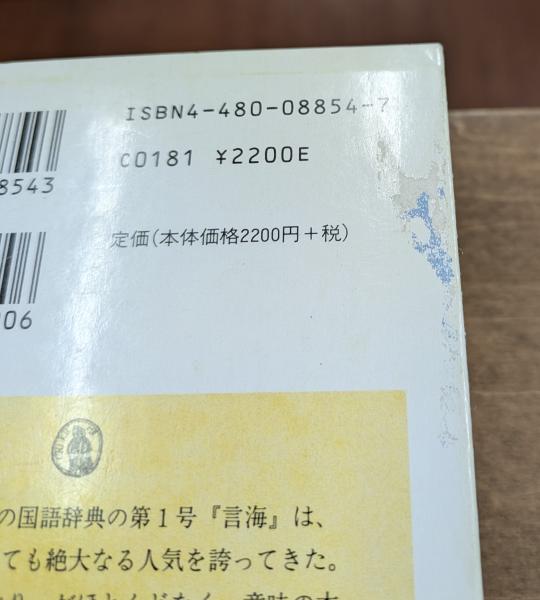 ISBN4-480-08854-7
C0181 ¥2200E
8543
定価(本体価格2200円+税)
06
の国語辞典の第1号『言海』は、
ても絶大なる人気を誇ってきた。